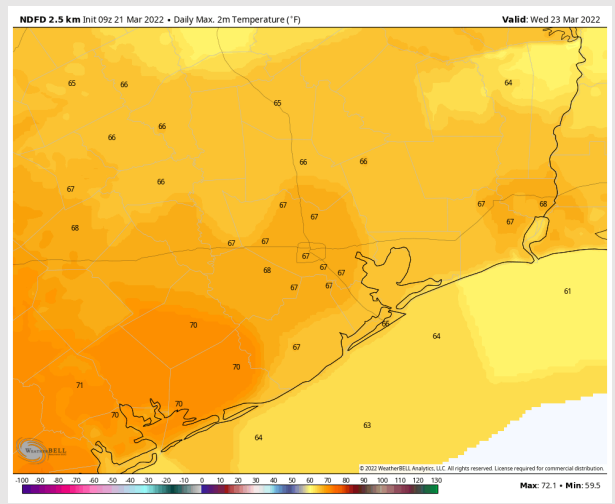 NDFD 2.5 km Init 09z 21 Mar 2022 • Daily Max. 2m Temperature (°F) Valid: Wed 23 Mar 2022
65 66 64
65
66
66
66 66
67 66
67 67 68
67 67
68
67 67
67
68 67 67
67 67 61
70 66 64
67
70
71
70 70
63
64
WeatherBELL
© 2022 WeatherBELL Analytics, LLC. All rights reserved. License required for commercial distribution.
-100 -90 -80 -70 -60 -50 -40 -30 -20 -10 0 10 20 30 40 50 60 70 80 90 100 110 120 130
Max: 72.1 • Min: 59.5